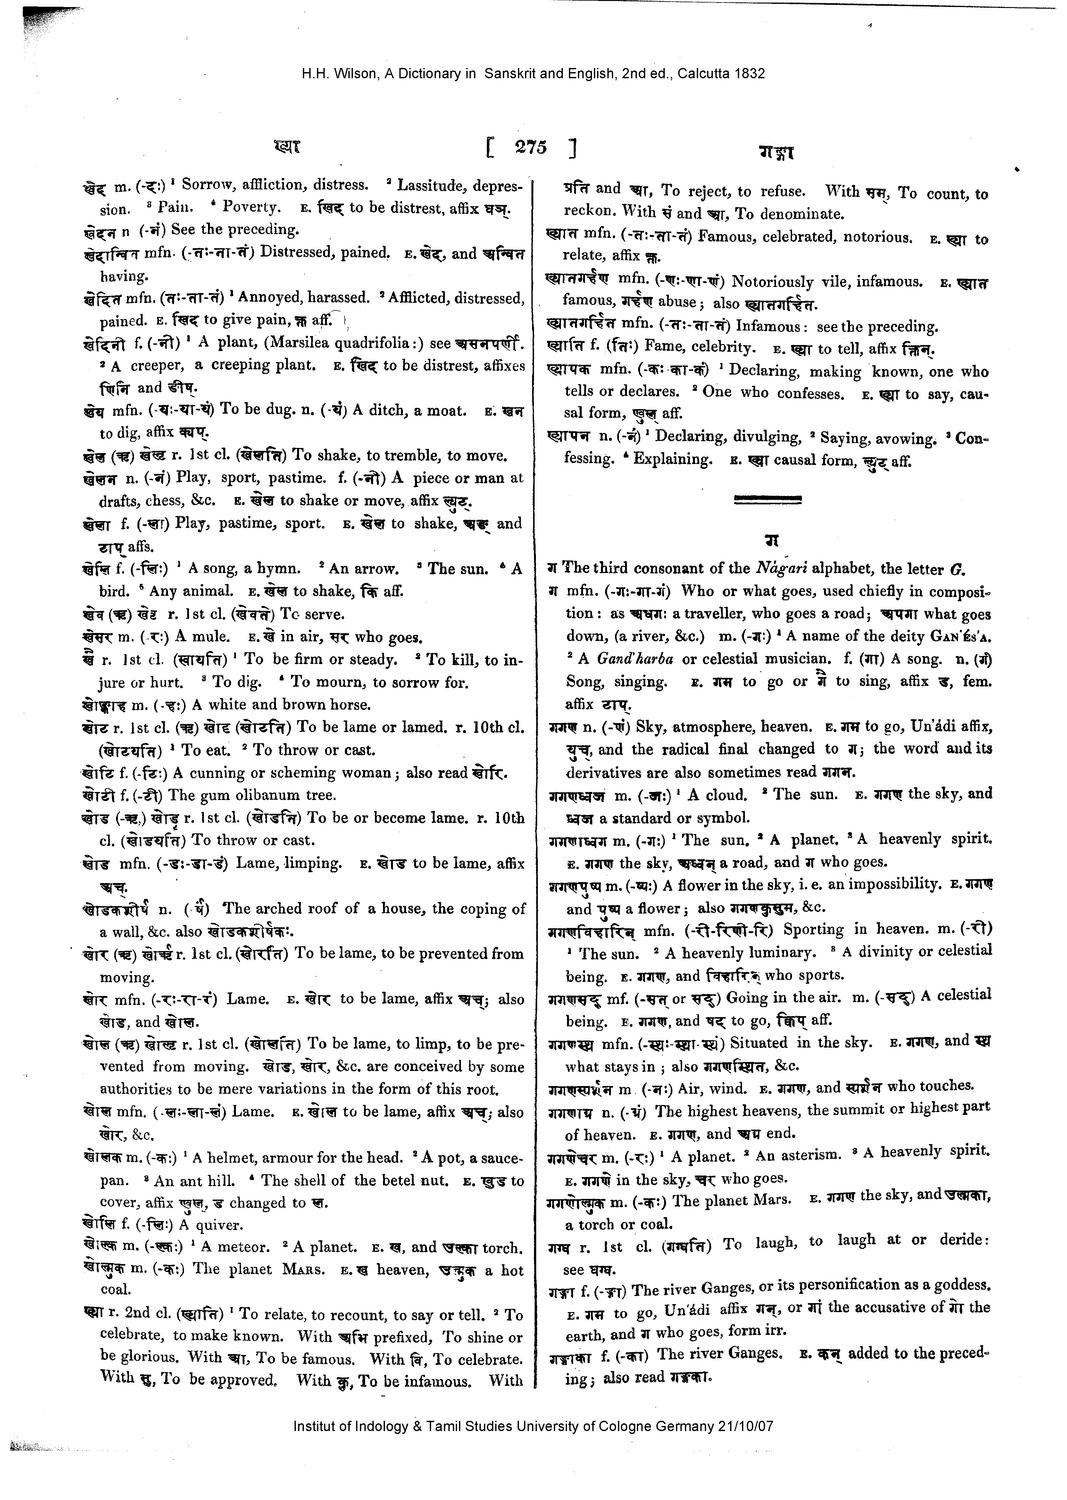 H.H. Wilson, A Dictionary in Sanskrit and English, 2nd ed., Calcutta 1832
ख्या [ 275 ] गङ्गा
खेद m. (-दः) ¹ Sorrow, affliction, distress. ² Lassitude, depres-
sion. ³ Pain. ⁴ Poverty. E. खिद to be distrest, affix घञ्.
खेदन n (-नं) See the preceding.
खेदान्वित mfn. (-तः-ता-तं) Distressed, pained. E. खेद, and अन्वित
having.
खेदित mfn. (तः-ता-तं) ¹ Annoyed, harassed. ² Afflicted, distressed,
pained. E. खिद to give pain, क्त aff.
खेदिनी f. (-नी) ¹ A plant, (Marsilea quadrifolia:) see असनपर्णी.
² A creeper, a creeping plant. E. खिद to be distrest, affixes
णिनि and ङीप्.
खेय mfn. (-यः-या-यं) To be dug. n. (-यं) A ditch, a moat. E. खन
to dig, affix क्यप्.
खेल (ऋ) खेलृ r. 1st cl. (खेलति) To shake, to tremble, to move.
खेलन n. (-नं) Play, sport, pastime. f. (-नी) A piece or man at
drafts, chess, &c. E. खेल to shake or move, affix ल्युट्.
खेला f. (-ला) Play, pastime, sport. E. खेल to shake, अङ् and
टाप् affs.
खेलि f. (-लिः) ¹ A song, a hymn. ² An arrow. ³ The sun. ⁴ A
bird. ⁵ Any animal. E. खेल to shake, कि aff.
खेव (ऋ) खेवृ r. 1st cl. (खेवते) To serve.
खेसर m. (-रः) A mule. E. खे in air, सर who goes.
खै r. 1st cl. (खायति) ¹ To be firm or steady. ² To kill, to in-
jure or hurt. ³ To dig. ⁴ To mourn, to sorrow for.
खोङ्गाह m. (-हः) A white and brown horse.
खोट r. 1st cl. (ऋ) खोटृ (खोटति) To be lame or lamed. r. 10th cl.
(खोटयति) ¹ To eat. ² To throw or cast.
खोटि f. (-टिः) A cunning or scheming woman; also read खोरि.
खोटी f. (-टी) The gum olibanum tree.
खोड (-ऋ,) खोडृ r. 1st cl. (खोडति) To be or become lame. r. 10th
cl. (खोडयति) To throw or cast.
खोड mfn. (-डः-डा-डं) Lame, limping. E. खोड to be lame, affix
अच्.
खोडकशीर्ष n. (-र्षं) The arched roof of a house, the coping of
a wall, &c. also खोडकशीर्षकः.
खोर (ऋ) खोरृ r. 1st cl. (खोरति) To be lame, to be prevented from
moving.
खोर mfn. (-रः-रा-रं) Lame. E. खोर to be lame, affix अच्; also
खोड, and खोल.
खोल (ऋ) खोलृ r. 1st cl. (खोलति) To be lame, to limp, to be pre-
vented from moving. खोड, खोर, &c. are conceived by some
authorities to be mere variations in the form of this root.
खोल mfn. (-लः-ला-लं) Lame. E. खोल to be lame, affix अच्; also
खोर, &c.
खोलक m. (-कः) ¹ A helmet, armour for the head. ² A pot, a sauce-
pan. ³ An ant hill. ⁴ The shell of the betel nut. E. खुड to
cover, affix ण्वुल्, ड changed to ल.
खोलि f. (-लिः) A quiver.
खोल्क m. (-ल्कः) ¹ A meteor. ² A planet. E. ख, and उल्का torch.
खोल्मुक m. (-कः) The planet MARS. E. ख heaven, उल्मुक a hot
coal.
ख्या r. 2nd cl. (ख्याति) ¹ To relate, to recount, to say or tell. ² To
celebrate, to make known. With अभि prefixed, To shine or
be glorious. With आ, To be famous. With वि, To celebrate.
With सु, To be approved. With कु, To be infamous. With
प्रति and आ, To reject, to refuse. With सम्, To count, to
reckon. With सं and आ, To denominate.
ख्यात mfn. (-तः-ता-तं) Famous, celebrated, notorious. E. ख्या to
relate, affix क्त.
ख्यातगर्हण mfn. (-णः-णा-णं) Notoriously vile, infamous. E. ख्यात
famous, गर्हण abuse; also ख्यातगर्हित.
ख्यातगर्हित mfn. (-तः-ता-तं) Infamous: see the preceding.
ख्याति f. (तिः) Fame, celebrity. E. ख्या to tell, affix क्तिन्.
ख्यापक mfn. (-कः-का-कं) ¹ Declaring, making known, one who
tells or declares. ² One who confesses. E. ख्या to say, cau-
sal form, ण्वुल् aff.
ख्यापन n. (-नं) ¹ Declaring, divulging, ² Saying, avowing. ³ Con-
fessing. ⁴ Explaining. E. ख्या causal form, ल्युट् aff.
ग
ग The third consonant of the Nágari alphabet, the letter G.
ग mfn. (-गः-गा-गं) Who or what goes, used chiefly in composi-
tion: as अध्वगः a traveller, who goes a road; अपगा what goes
down, (a river, &c.) m. (-गः) ¹ A name of the deity GAN'ÉS'A.
² A Gand'harba or celestial musician. f. (गा) A song. n. (गं)
Song, singing. E. गम to go or गै to sing, affix ड, fem.
affix टाप्.
गगण n. (-णं) Sky, atmosphere, heaven. E. गम to go, Un'ádi affix,
युच्, and the radical final changed to ग; the word and its
derivatives are also sometimes read गगन.
गगणध्वज m. (-जः) ¹ A cloud. ² The sun. E. गगण the sky, and
ध्वज a standard or symbol.
गगणाध्वग m. (-गः) ¹ The sun. ² A planet. ³ A heavenly spirit.
E. गगण the sky, अध्वन् a road, and ग who goes.
गगणपुष्प m. (-ष्पः) A flower in the sky, i. e. an impossibility. E. गगण
and पुष्प a flower; also गगणकुसुम, &c.
गगणविहारिन् mfn. (-री-रिणी-रि) Sporting in heaven. m. (-री)
¹ The sun. ² A heavenly luminary. ³ A divinity or celestial
being. E. गगण, and विहारिन् who sports.
गगणसद् mf. (-सत् or सद्) Going in the air. m. (-सद्) A celestial
being. E. गगण, and षद to go, क्विप् aff.
गगणस्थ mfn. (-स्थः-स्था-स्थं) Situated in the sky. E. गगण, and स्थ
what stays in; also गगणस्थित, &c.
गगणस्पर्शन m (-नः) Air, wind. E. गगण, and स्पर्शन who touches.
गगणाग्र n. (-ग्रं) The highest heavens, the summit or highest part
of heaven. E. गगण, and अग्र end.
गगणेचर m. (-रः) ¹ A planet. ² An asterism. ³ A heavenly spirit.
E. गगणे in the sky, चर who goes.
गगणोल्मुक m. (-कः) The planet Mars. E. गगण the sky, and उल्मुका,
a torch or coal.
गग्घ r. 1st cl. (गग्घति) To laugh, to laugh at or deride:
see घग्घ.
गङ्गा f. (-ङ्गा) The river Ganges, or its personification as a goddess.
E. गम to go, Un'ádi affix गन्, or गां the accusative of गो the
earth, and ग who goes, form irr.
गङ्गाका f. (-का) The river Ganges. E. कन् added to the preced-
ing; also read गङ्गका.
Institut of Indology & Tamil Studies University of Cologne Germany 21/10/07